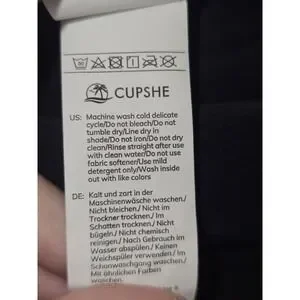 CUPSHE
US: Machine wash cold delicate
cycle/Do not bleach/Do not
tumble dry/Line dry in
shade/Do not iron/Do not dry
clean/Rinse straight after use
with clean water/Do not use
fabric softener/Use mild
detergent only/Wash inside
out with like colors
DE: Kalt und zart in der
Maschinenwäsche waschen./
Nicht bleichen./ Nicht im
Trockner trocknen./ Im
Schatten trocknen./ Nicht
bügeln./ Nicht chemisch
reinigen./ Nach Gebrauch im
Wasser abspülen./ Keinen
Weichspüler verwenden./ Im
Schonwaschgang waschen./
Mit ähnlichen Farben
waschen.